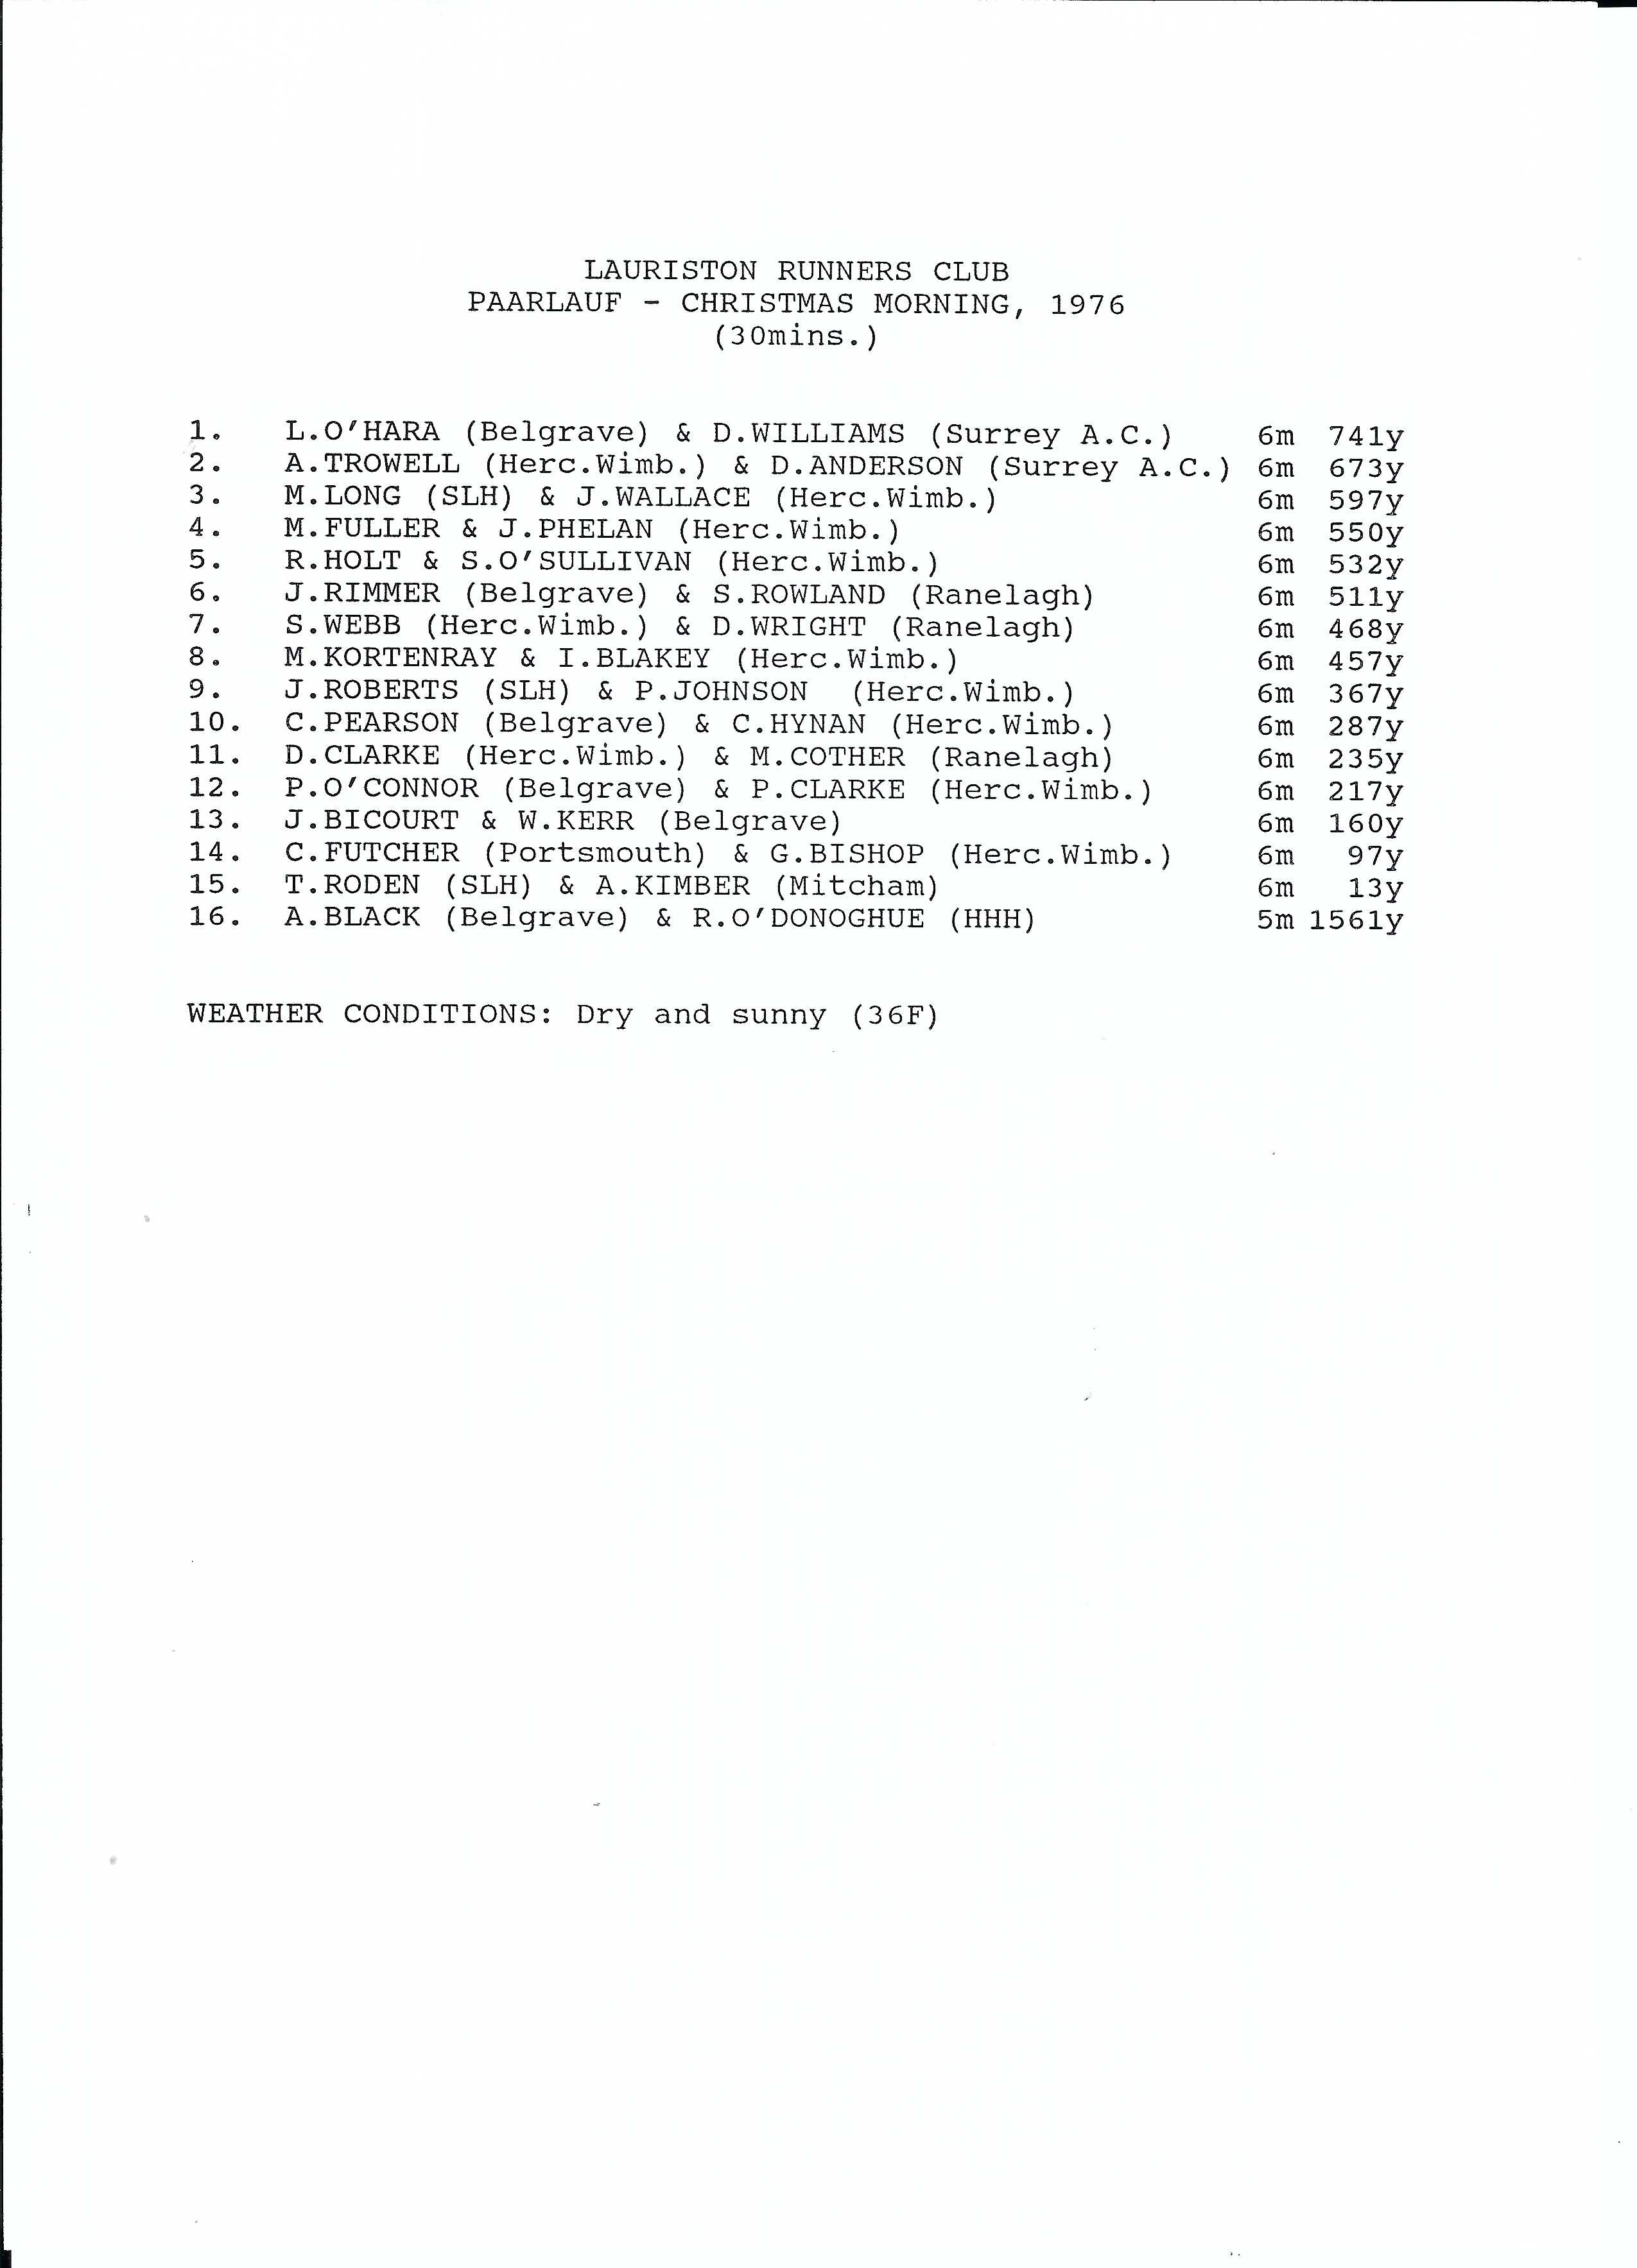 LAURISTON RUNNERS CLUB
PAARLAUF - CHRISTMAS MORNING, 1976
(30mins.)
1. L.O'HARA (Belgrave) & D.WILLIAMS (Surrey A.C.) 6m 741y
2. A.TROWELL (Herc.Wimb.) & D.ANDERSON (Surrey A.C.) 6m 673y
3. M.LONG (SLH) & J.WALLACE (Herc.Wimb.) 6m 597y
4. M.FULLER & J.PHELAN (Herc.Wimb.) 6m 550y
5. R.HOLT & S.O'SULLIVAN (Herc.Wimb.) 6m 532y
6. J.RIMMER (Belgrave) & S.ROWLAND (Ranelagh) 6m 511y
7. S.WEBB (Herc.Wimb.) & D.WRIGHT (Ranelagh) 6m 468y
8. M.KORTENRAY & I.BLAKEY (Herc.Wimb.) 6m 457y
9. J.ROBERTS (SLH) & P.JOHNSON (Herc.Wimb.) 6m 367y
10. C.PEARSON (Belgrave) & C.HYNAN (Herc.Wimb.) 6m 287y
11. D.CLARKE (Herc.Wimb.) & M.COTHER (Ranelagh) 6m 235y
12. P.O'CONNOR (Belgrave) & P.CLARKE (Herc.Wimb.) 6m 217y
13. J.BICOURT & W.KERR (Belgrave) 6m 160y
14. C.FUTCHER (Portsmouth) & G.BISHOP (Herc.Wimb.) 6m 97y
15. T.RODEN (SLH) & A.KIMBER (Mitcham) 6m 13y
16. A.BLACK (Belgrave) & R.O'DONOGHUE (HHH) 5m 1561y
WEATHER CONDITIONS: Dry and sunny (36F)